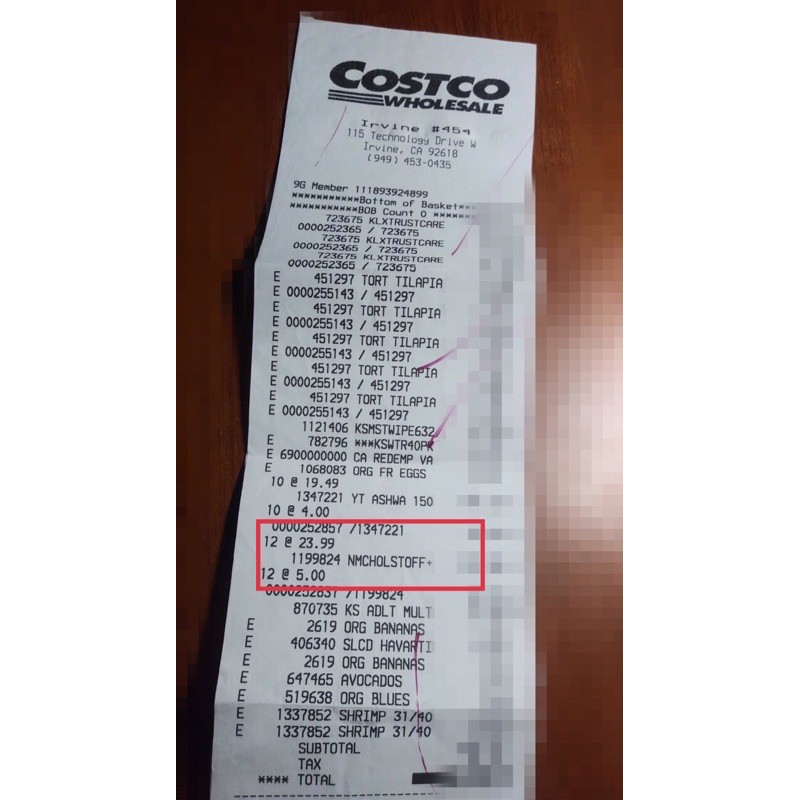 COSTCO
WHOLESALE
Irvine #454
115 Technology Drive W
Irvine, CA 92618
(949) 453-0435
9G Member 111893924899
***********Bottom of Basket***
***********BOB Count 0 *******
723675 KLXTRUSTCARE
0000252365 / 723675
723675 KLXTRUSTCARE
0000252365 / 723675
723675 KLXTRUSTCARE
0000252365 / 723675
E 451297 TORT TILAPIA
E 0000255143 / 451297
E 451297 TORT TILAPIA
E 0000255143 / 451297
E 451297 TORT TILAPIA
E 0000255143 / 451297
E 451297 TORT TILAPIA
E 0000255143 / 451297
E 451297 TORT TILAPIA
E 0000255143 / 451297
1121406 KSMSTWIPE632
E 782796 ***KSWTR40PK
E 6900000000 CA REDEMP VA
E 1068083 ORG FR EGGS
10 @ 19.49
1347221 YT ASHWA 150
10 @ 4.00
0000252857 /1347221
12 @ 23.99
1199824 NMCHOLSTOFF+
12 @ 5.00
0000252837 /1199824
870735 KS ADLT MULT
E 2619 ORG BANANAS
E 406340 SLCD HAVARTI
E 2619 ORG BANANAS
E 647465 AVOCADOS
E 519638 ORG BLUES
E 1337852 SHRIMP 31/40
E 1337852 SHRIMP 31/40
SUBTOTAL
TAX
**** TOTAL